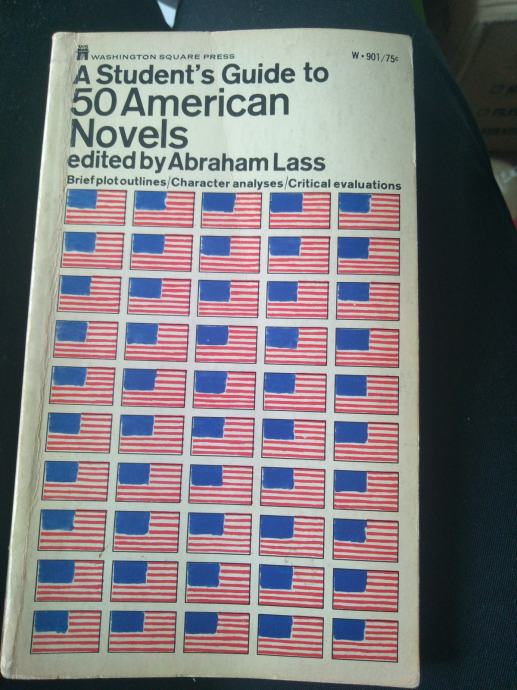 WASHINGTON SQUARE PRESS W•901/75¢
A Student's Guide to
50 American
Novels
edited by Abraham Lass
Brief plot outlines/Character analyses/Critical evaluations